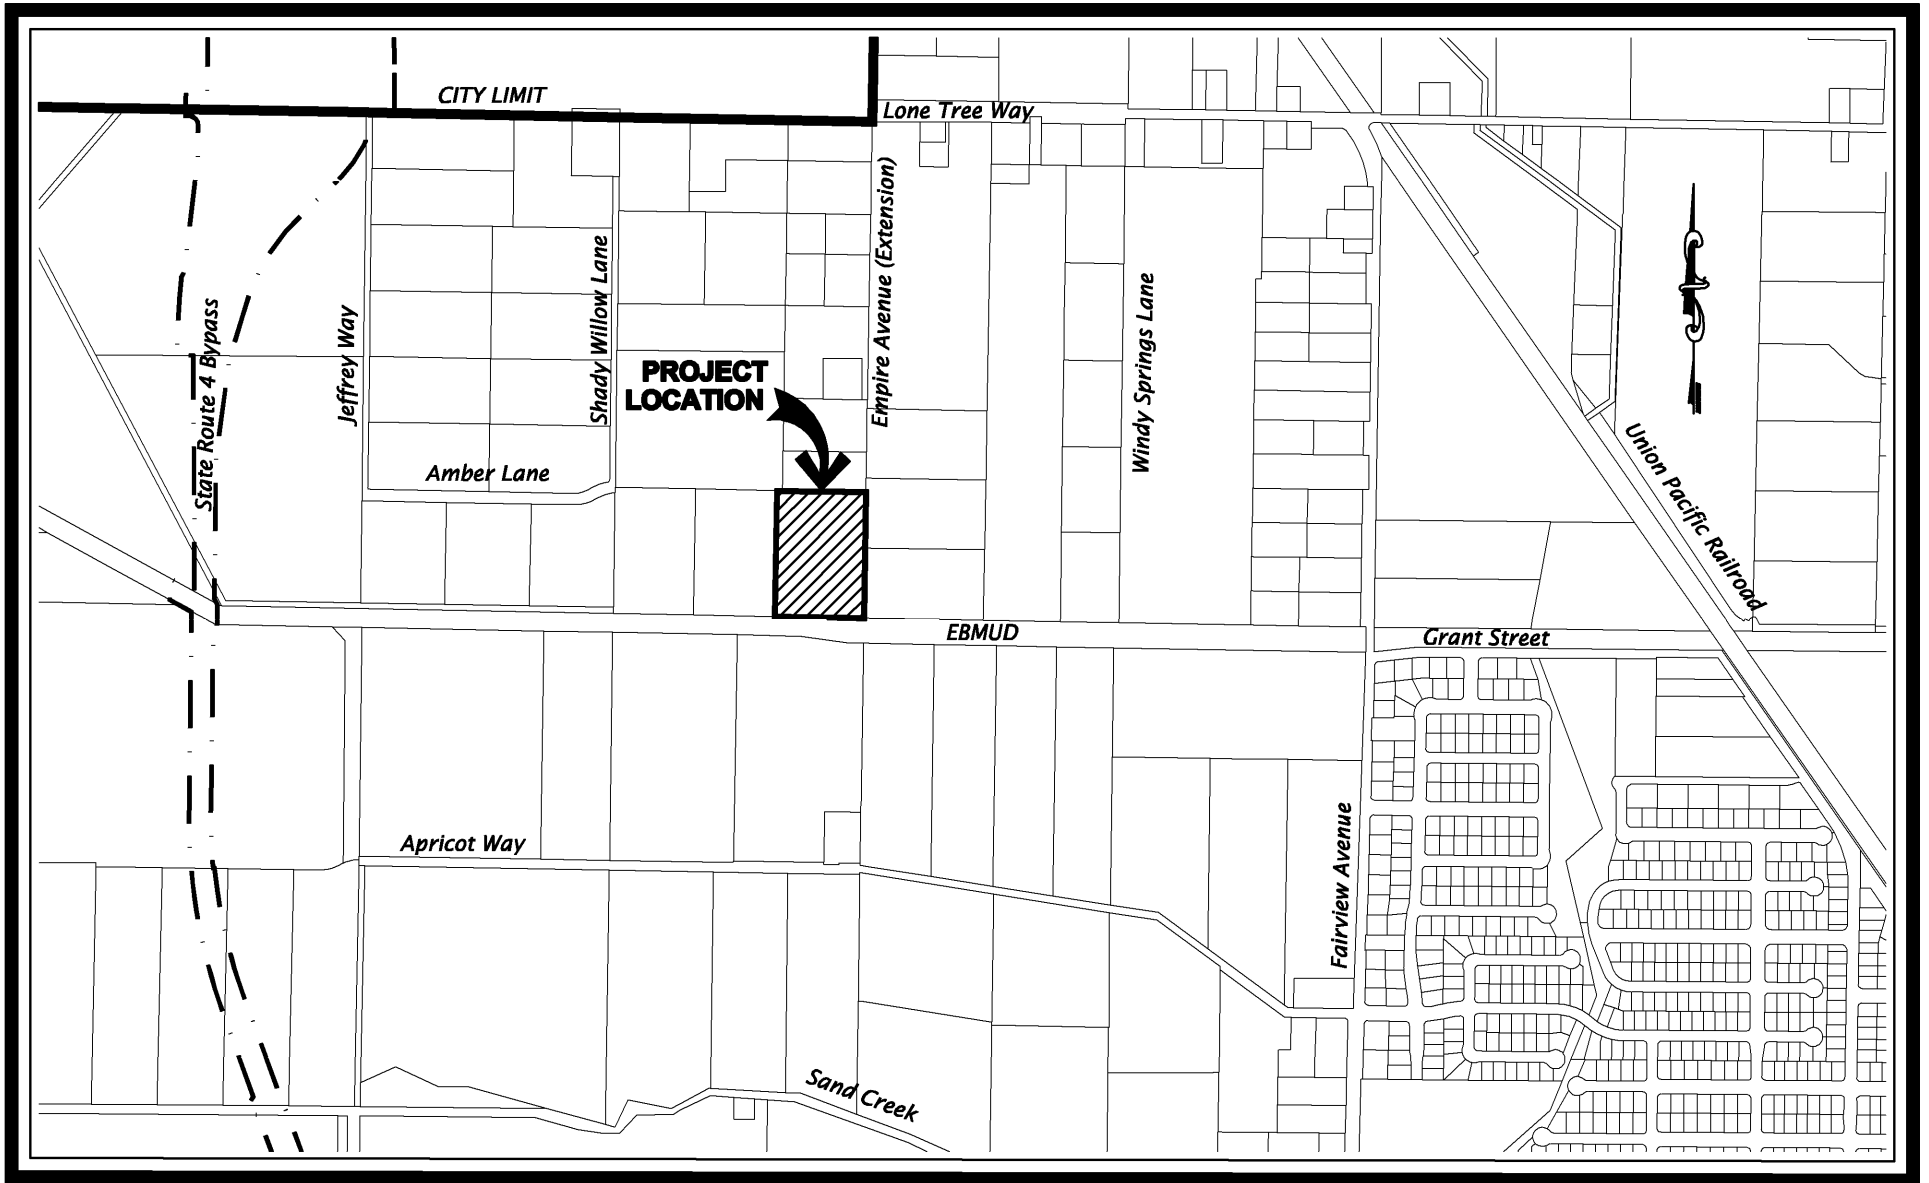 CITY LIMIT
Lone Tree Way
State Route 4 Bypass
Jeffrey Way
Shady Willow Lane
Empire Avenue (Extension)
Windy Springs Lane
PROJECT
LOCATION
Amber Lane
Union Pacific Railroad
EBMUD
Grant Street
Apricot Way
Fairview Avenue
Sand Creek